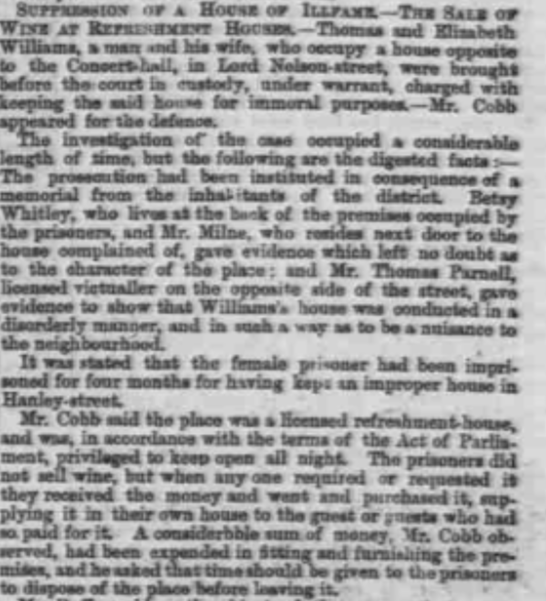 SUPPRESSION OF A HOUSE OF ILLFAME.—THE SALE OF
WINE AT REFRESHMENT HOUSES.—Thomas and Elizabeth
Williams, a man and his wife, who occupy a house opposite
to the Concert-hall, in Lord Nelson-street, were brought
before the court in custody, under warrant, charged with
keeping the said house for immoral purposes.—Mr. Cobb
appeared for the defence.
The investigation of the case occupied a considerable
length of time, but the following are the digested facts:—
The prosecution had been instituted in consequence of a
memorial from the inhabitants of the district. Betsy
Whitley, who lives at the back of the premises occupied by
the prisoners, and Mr. Milne, who resides next door to the
house complained of, gave evidence which left no doubt as
to the character of the place; and Mr. Thomas Parnell,
licensed victualler on the opposite side of the street, gave
evidence to show that Williams's house was conducted in a
disorderly manner, and in such a way as to be a nuisance to
the neighbourhood.
It was stated that the female prisoner had been impri-
soned for four months for having kept an improper house in
Hanley-street.
Mr. Cobb said the place was a licensed refreshment-house,
and was, in accordance with the terms of the Act of Parlia-
ment, privileged to keep open all night. The prisoners did
not sell wine, but when any one required or requested it
they received the money and went and purchased it, sup-
plying it in their own house to the guest or guests who had
so paid for it. A considerbble sum of money, Mr. Cobb ob-
served, had been expended in fitting and furnishing the pre-
mises, and he asked that time should be given to the prisoners
to dispose of the place before leaving it.